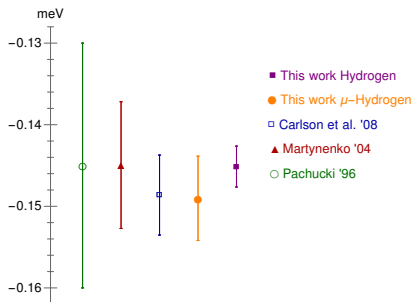 meV
−0.13
−0.14
−0.15
−0.16
This work Hydrogen
This work μ−Hydrogen
Carlson et al. '08
Martynenko '04
Pachucki '96